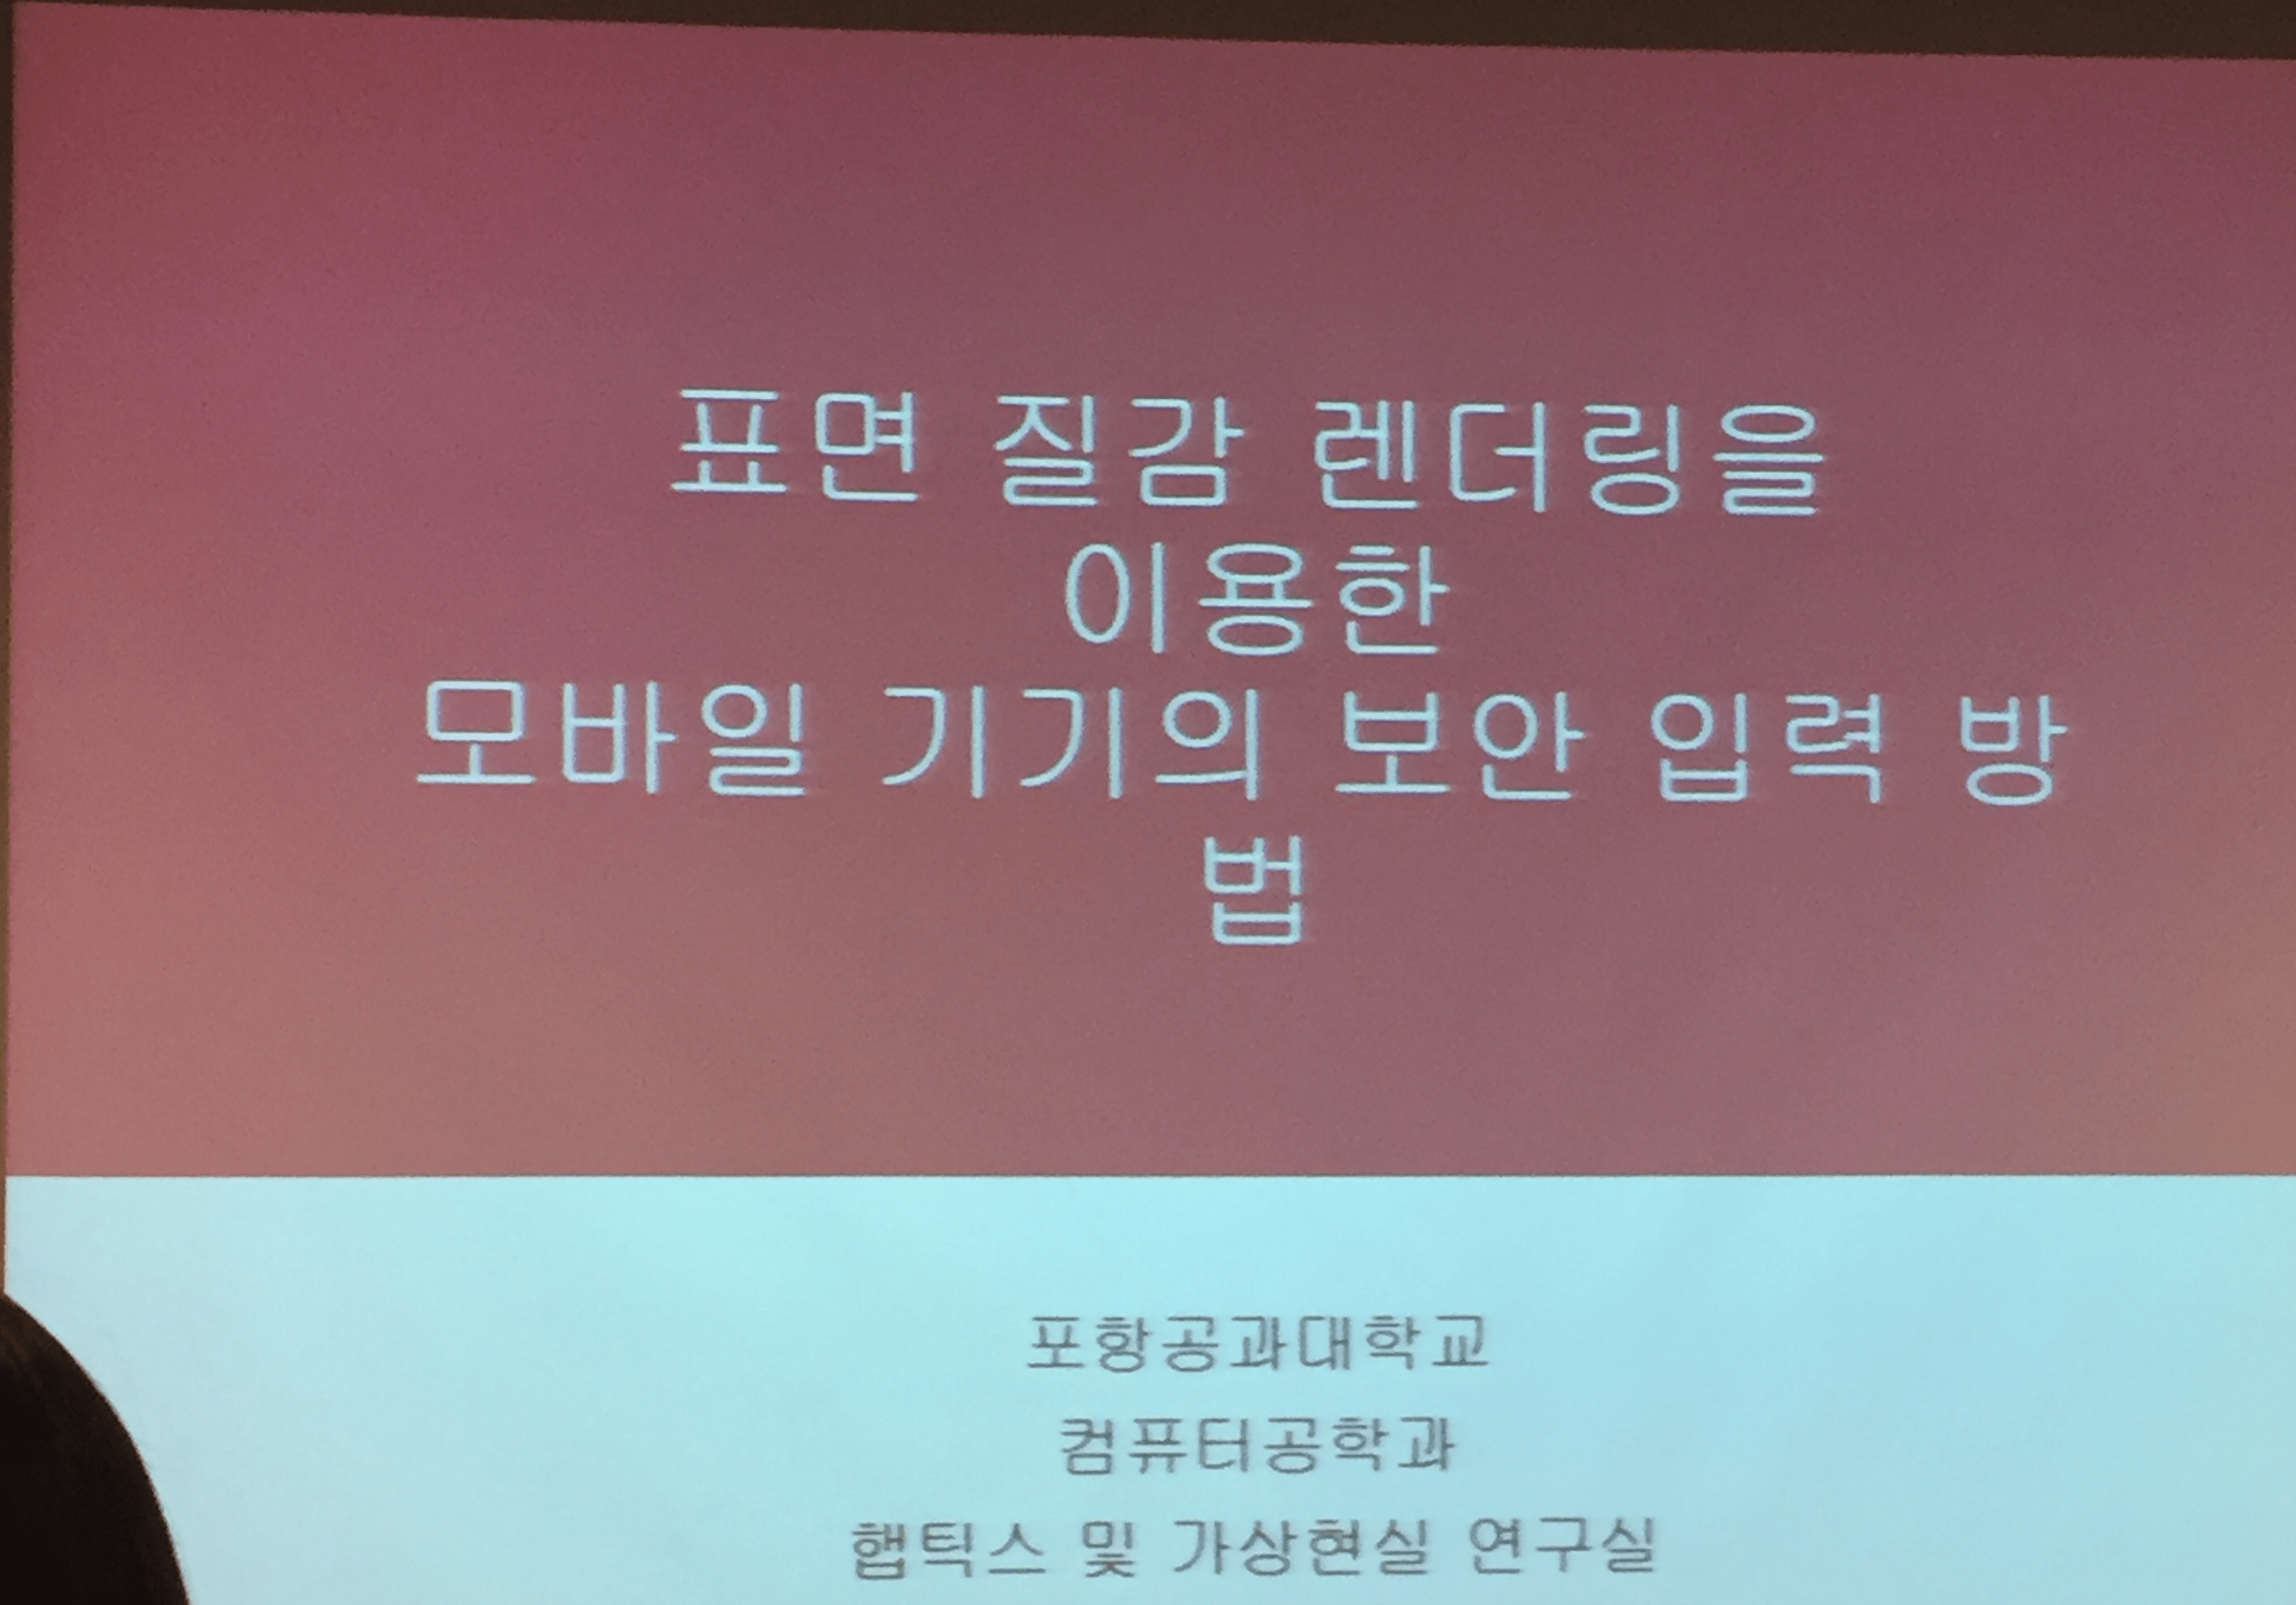 표면 질감 렌더링을
이용한
모바일 기기의 보안 입력 방
법
포항공과대학교
컴퓨터공학과
햅틱스 및 가상현실 연구실